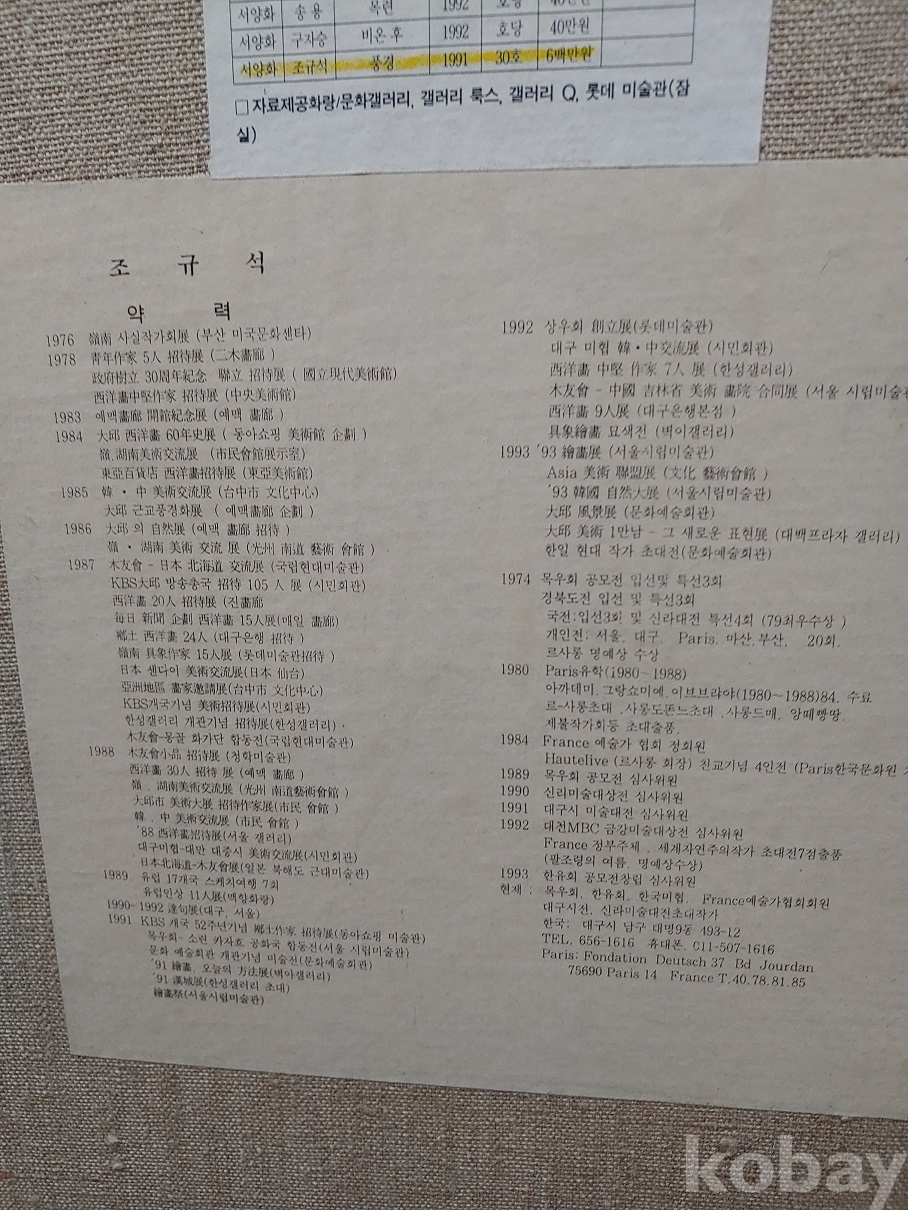 서양화 송용 목련 1992 호당
서양화 구자승 비온 후 1992 호당 40만원
서양화 조규석 풍경 1991 30호 6백만원
□ 자료제공화랑/문화갤러리, 갤러리 룩스, 갤러리 Q, 롯데 미술관(잠
실)
조 규 석
약 력
1976 嶺南 사실작가회展 (부산 미국문화센타)
1978 青年作家 5人 招待展 (二木畵廊 )
政府樹立 30周年紀念 聯立 招待展 ( 國立現代美術館)
西洋畵中堅作家 招待展 (中央美術館)
1983 예맥畵廊 開館紀念展 (예맥 畵廊 )
1984 大邱 西洋畵 60年史展 ( 동아쇼핑 美術館 企劃 )
嶺.湖南美術交流展 (市民會館展示室)
東亞百貨店 西洋畵招待展 (東亞美術館)
1985 韓 · 中 美術交流展 (台中市 文化中心)
大邱 근교풍경화展 ( 예맥畵廊 企劃 )
1986 大邱 의 自然展 (예맥 畵廊 招待 )
嶺 · 湖南 美術 交流 展 (光州 南道 藝術 會館 )
1987 木友會 - 日本 北海道 交流展 (국립현대미술관)
KBS大邱 방송송국 招待 105 人 展 (시민회관)
西洋畵 20人 招待展 (진畵廊
每日 新聞 企劃 西洋畵 15人展(매일 畵廊)
鄕土 西洋畵 24人 (대구은행 招待 )
嶺南 具象作家 15人展 (롯데미술관招待 )
日本 센다이 美術交流展(日本 仙台)
亞洲地區 畵家邀請展(台中市 文化中心)
KBS개국기념 美術招待展(시민회관)
한성갤러리 개관기념 招待展(한성갤러리) ·
木友會-몽골 화가단 합동전(국립현대미술관)
1988 木友會小品 招待展 (청학미술관)
西洋畵 30人 招待 展 (예맥 畵廊 )
嶺 . 湖南美術交流展 (光州 南道藝術會館 )
大邱市 美術大展 招待作家展(市民 會館 )
韓 . 中 美術交流展 (市民 會館 )
'88 西洋畵招待展(서울 갤러리)
대구미협-대만 대중시 美術交流展(시민회관)
日本北海道-木友會展(일본 북해도 근대미술관)
1989 유럽 17개국 스케치여행 7회
유럽인상 11人展(맥향화랑)
1990-1992 達句展(대구, 서울)
1991 KBS 개국 52주년기념 鄕土作家 招待展(동아쇼핑 美術館)
목우회- 소련 카자흐 공화국 합동전(서울 시립미술관)
문화 예술회관 개관기념 미술전(문화예술회관)
'91 繪畵, 오늘의 方法展(벽아갤러리)
'91 漢城展(한성갤러리 초대)
繪畵祭(서울시립미술관)
1992 상우회 創立展(롯데미술관)
대구 미협 韓 · 中交流展 (시민회관)
西洋畵 中堅 作家 7人 展 (한성갤러리)
木友會 - 中國 吉林省 美術 畵院 合同展 (서울 시립미술관
西洋畵 9人展 (대구은행본점 )
具象繪畵 묘색전 (벽아갤러리)
1993 '93 繪畵展 (서울시립미술관)
Asia 美術 聯盟展 (文化 藝術會館 )
'93 韓國 自然大展 (서울시립미술관)
大邱 風景展 (문화예술회관)
大邱 美術 1만남 - 그 새로운 표현展 (대백프라자 갤러리)
한일 현대 작가 초대전(문화예술회관)
1974 목우회 공모전 입선및 특선3회
경북도전 입선 및 특선3회
국전:입선3회 및 신라대전 특선4회 (79최우수상 )
개인전: 서울. 대구. Paris. 마산,부산, 20회.
르사롱 명예상 수상
1980 Paris유학(1980~1988)
아까데미.그랑쇼미에.이브브라야(1980~1988)84. 수료
르-사롱초대 .사롱도똔느초대 .사롱드매. 앙떼빵땅.
제불작가회등 초대출품.
1984 France 예술가 협회 정회원
Hautelive (르사롱 회장) 친교기념 4인전 (Paris한국문화원
1989 목우회 공모전 심사위원
1990 신라미술대상전 심사위원
1991 대구시 미술대전 심사위원
1992 대전MBC 금강미술대상전 심사위원
France 정부주체 . 세계자연주의작가 초대전7점출품
(팔조령의 여름, 명예상수상)
1993 한유회 공모전창립 심사위원
현재 : 목우회, 한유회, 한국미협. France예술가협회회원
대구시전, 신라미술대전초대작가
한국: 대구시 남구 대명9동 493-12
TEL. 656-1616 휴대폰. 011-507-1616
Paris: Fondation Deutsch 37 Bd Jourdan
75690 Paris 14 France T.40.78.81.85
kobay